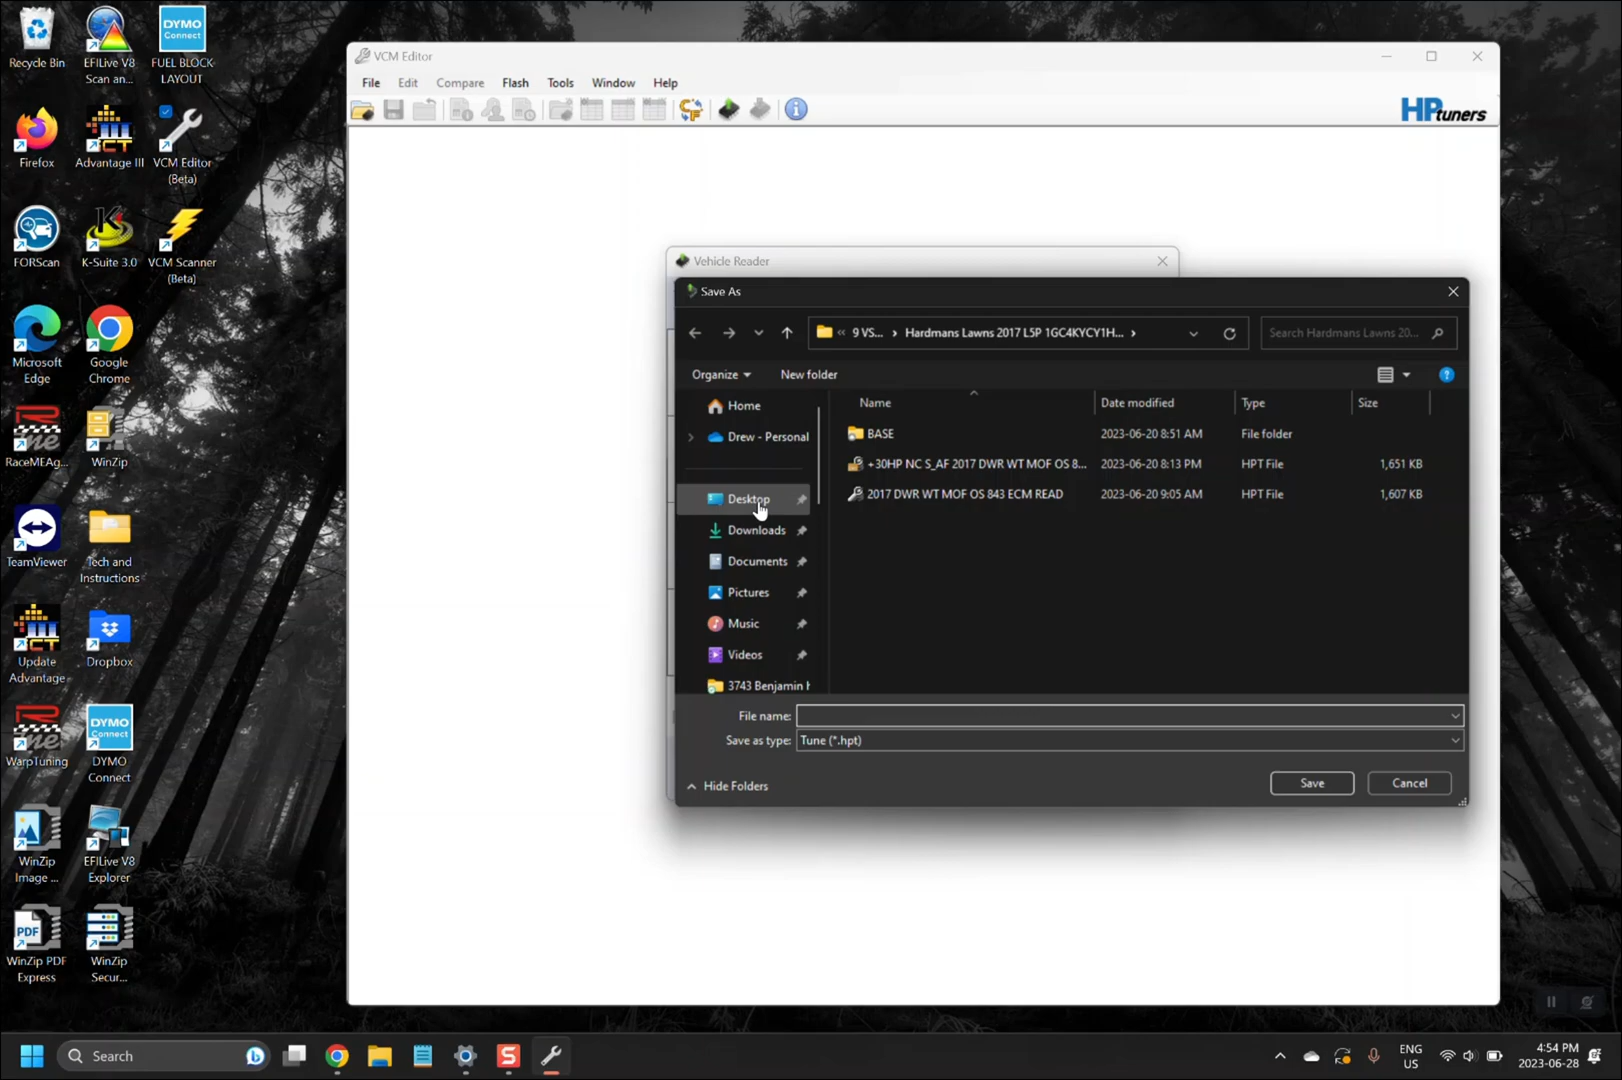 Recycle Bin
EFILive V8
Scan an...
DYMO
Connect
FUEL BLOCK
LAYOUT
Firefox
Advantage III
VCM Editor
(Beta)
FORScan
K-Suite 3.0
VCM Scanner
(Beta)
Microsoft
Edge
Google
Chrome
RaceMEAg...
WinZip
TeamViewer
Tech and
Instructions
Update
Advantage
Dropbox
WarpTuning
DYMO
Connect
DYMO
Connect
WinZip
Image ...
EFILive V8
Explorer
PDF
WinZip PDF
Express
WinZip
Secur...
VCM Editor
File Edit Compare Flash Tools Window Help
HPtuners
Vehicle Reader
Save As
« 9 VS... › Hardmans Lawns 2017 L5P 1GC4KYCY1H... ›
Search Hardmans Lawns 20...
Organize New folder
Home
Drew - Personal
Desktop
Downloads
Documents
Pictures
Music
Videos
3743 Benjamin H
Name Date modified Type Size
BASE 2023-06-20 8:51 AM File folder
+30HP NC S_AF 2017 DWR WT MOF OS 8... 2023-06-20 8:13 PM HPT File 1,651 KB
2017 DWR WT MOF OS 843 ECM READ 2023-06-20 9:05 AM HPT File 1,607 KB
File name:
Save as type: Tune (*.hpt)
Hide Folders
Save Cancel
Search
ENG
US
4:54 PM
2023-06-28